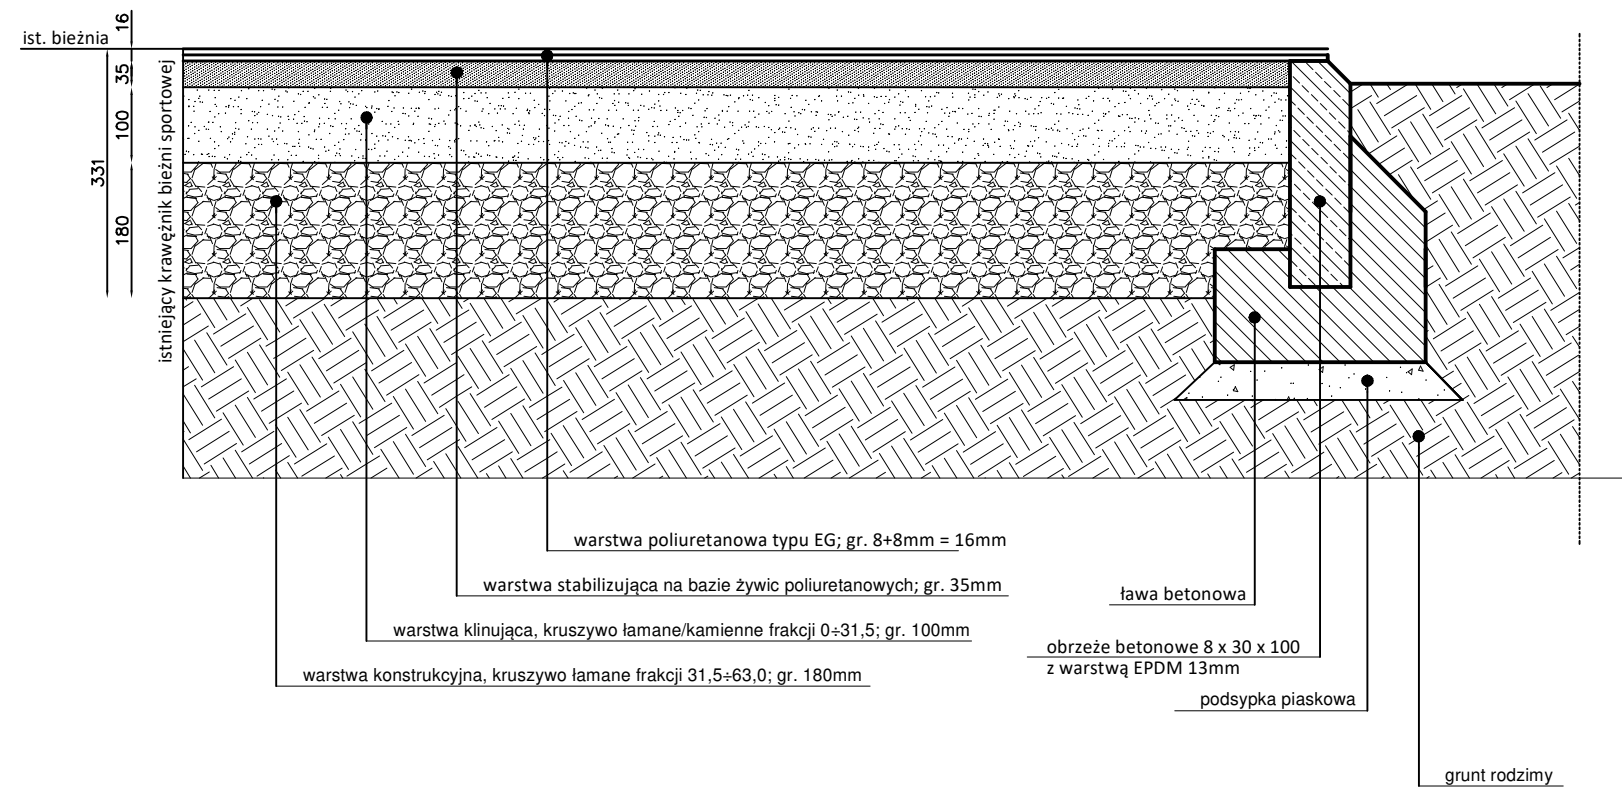 16
ist. bieżnia
35
100
331
180
istniejący krawężnik bieżni sportowej
warstwa poliuretanowa typu EG; gr. 8+8mm = 16mm
warstwa stabilizująca na bazie żywic poliuretanowych; gr. 35mm
ława betonowa
warstwa klinująca, kruszywo łamane/kamienne frakcji 0÷31,5; gr. 100mm
obrzeże betonowe 8 x 30 x 100
z warstwą EPDM 13mm
warstwa konstrukcyjna, kruszywo łamane frakcji 31,5÷63,0; gr. 180mm
podsypka piaskowa
grunt rodzimy